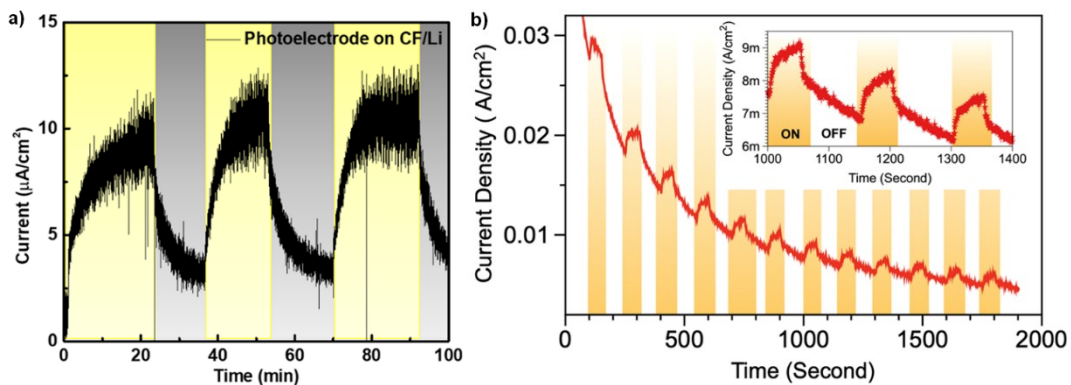 a)
Photoelectrode on CF/Li
Current (μA/cm²)
15
10
5
0
0 20 40 60 80 100
Time (min)
b)
Current Density ( A/cm²)
0.03
0.02
0.01
0 500 1000 1500 2000
Time (Second)
Current Density ( A/cm²)
9m
8m
7m
6m
ON OFF
1000 1100 1200 1300 1400
Time (Second)